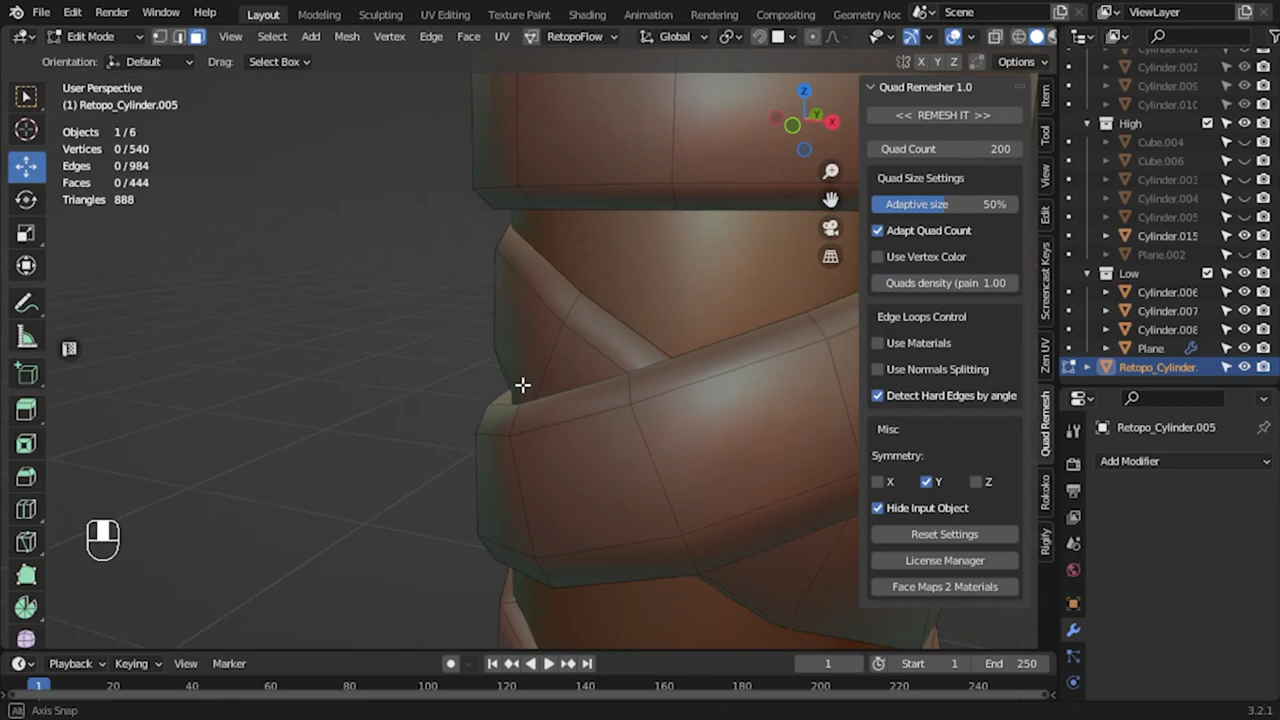 File Edit Render Window Help Layout Modeling Sculpting UV Editing Texture Paint Shading Animation Rendering Compositing Geometry Noc Scene ViewLayer
Edit Mode View Select Add Mesh Vertex Edge Face UV RetopoFlow Global
Orientation: Default Drag: Select Box X Y Z Options
User Perspective
(1) Retopo_Cylinder.005
Objects 1/6
Vertices 0/540
Edges 0/984
Faces 0/444
Triangles 888
Z
Y
X
Quad Remesher 1.0
<< REMESH IT >>
Quad Count 200
Quad Size Settings
Adaptive size 50%
Adapt Quad Count
Use Vertex Color
Quads density (pain 1.00
Edge Loops Control
Use Materials
Use Normals Splitting
Detect Hard Edges by angle
Misc
Symmetry:
X Y Z
Hide Input Object
Reset Settings
License Manager
Face Maps 2 Materials
Item
Tool
View
Edit
Screencast Keys
Zen UV
Quad Remesh
Rokoko
Rigify
Cylinder.001
Cylinder.002
Cylinder.009
Cylinder.010
High
Cube.004
Cube.006
Cylinder.003
Cylinder.004
Cylinder.005
Cylinder.015
Plane.002
Low
Cylinder.006
Cylinder.007
Cylinder.008
Plane
Retopo_Cylinder.
Retopo_Cylinder.005
Add Modifier
Playback Keying View Marker 1 Start 1 End 250
1 20 40 60 80 100 120 140 160 180 200 220 240
Alt Axis Snap 3.2.1